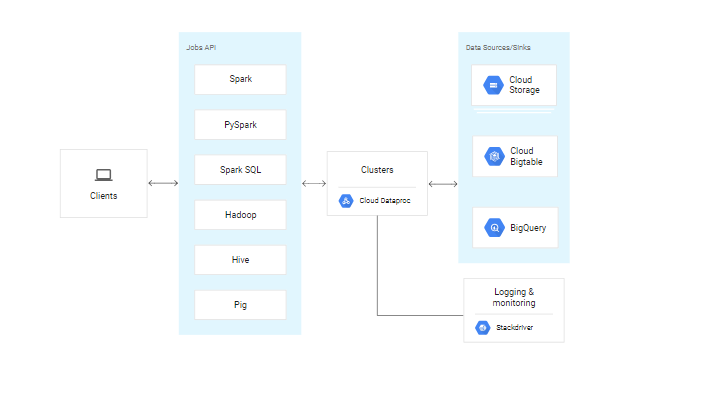 Jobs API
Spark
PySpark
Spark SQL
Hadoop
Hive
Pig
Clients
Clusters
Cloud Dataproc
Data Sources/Sinks
Cloud
Storage
Cloud
Bigtable
BigQuery
Logging &
monitoring
Stackdriver